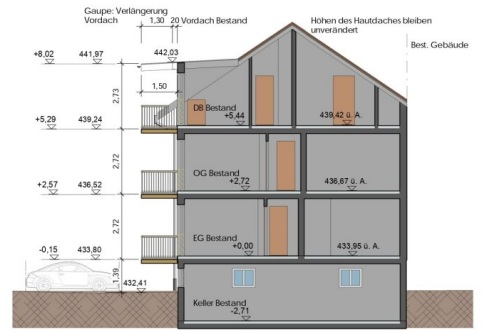 Gaupe: Verlängerung
Vordach
1,30 20 Vordach Bestand
Höhen des Hautdaches bleiben
unverändert
Best. Gebäude
+8,02 441,97
442,03
1,50
2,73
DB Bestand
+5,44
439,42 ü. A.
+5,29 439,24
2,72
OG Bestand
+2,72
436,67 ü. A.
+2,57 436,52
2,72
EG Bestand
+0,00
433,95 ü. A.
-0,15 433,80
1,39
432,41
Keller Bestand
-2,71